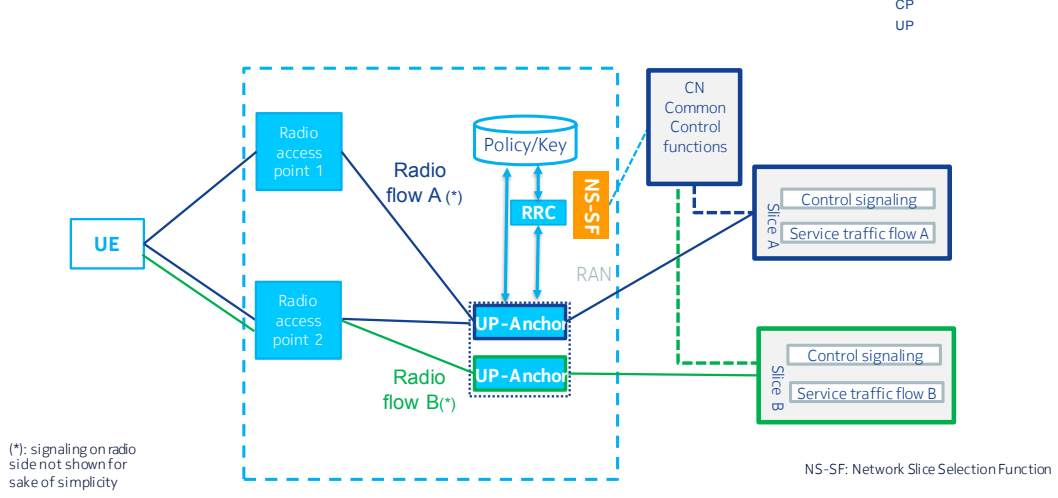 CP
UP
CN
Common
Control
functions
Radio
access
point 1
Policy/Key
Radio
flow A (*)
NS-SF
RRC
Control signaling
Service traffic flow A
Slice A
UE
RAN
Radio
access
point 2
UP-Anchor
UP-Anchor
Radio
flow B(*)
Control signaling
Service traffic flow B
Slice B
(*): signaling on radio
side not shown for
sake of simplicity
NS-SF: Network Slice Selection Function